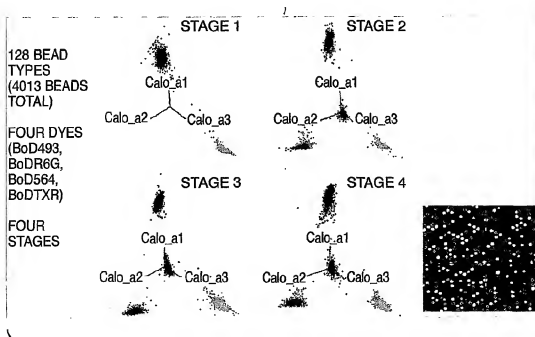 128 BEAD
TYPES
(4013 BEADS
TOTAL)
FOUR DYES
(BoD493,
BoDR6G,
BoD564,
BoDTXR)
FOUR
STAGES
STAGE 1
Calo_a1
Calo_a2
Calo_a3
STAGE 2
Calo_a1
Calo_a2
Calo_a3
STAGE 3
Calo_a1
Calo_a2
Calo_a3
STAGE 4
Calo_a1
Calo_a2
Calo_a3